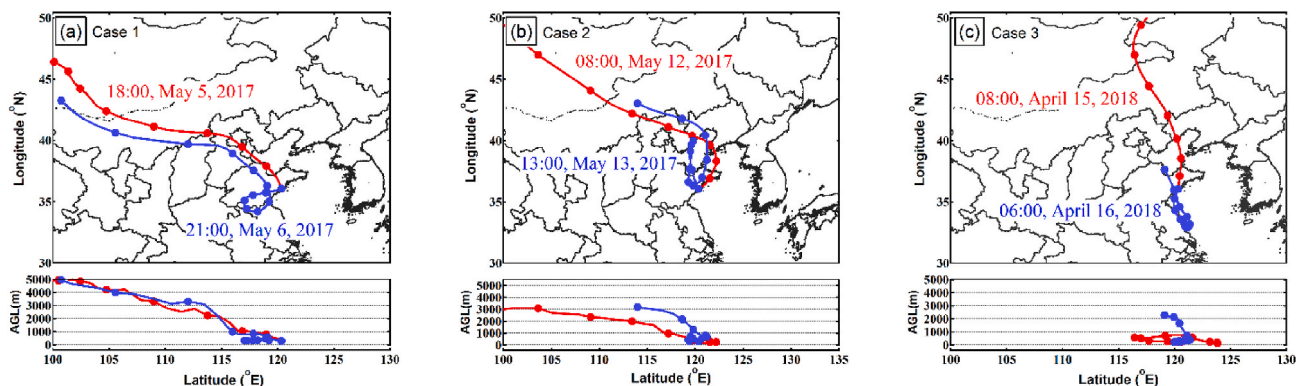 (a) Case 1
50
45
40
35
30
Longitude (°N)
18:00, May 5, 2017
21:00, May 6, 2017
5000
4000
3000
2000
1000
0
AGL(m)
100 105 110 115 120 125 130
Latitude (°E)
(b) Case 2
50
45
40
35
30
Longitude (°N)
08:00, May 12, 2017
13:00, May 13, 2017
5000
4000
3000
2000
1000
0
AGL(m)
100 105 110 115 120 125 130 135
Latitude (°E)
(c) Case 3
50
45
40
35
30
Longitude (°N)
08:00, April 15, 2018
06:00, April 16, 2018
5000
4000
3000
2000
1000
0
AGL(m)
100 105 110 115 120 125 130
Latitude (°E)